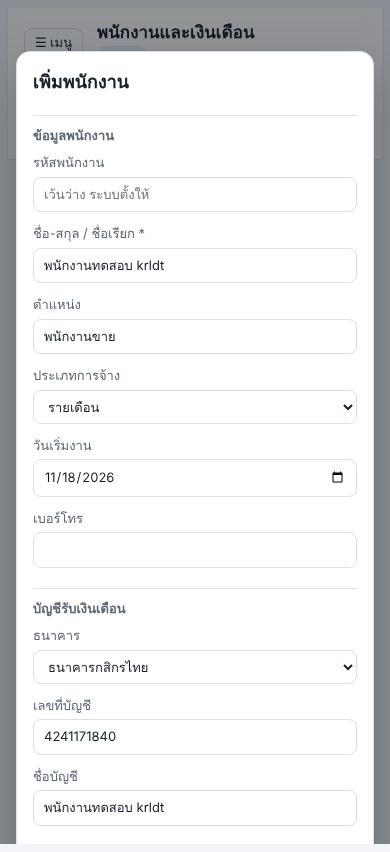 ☰ เมนู
พนักงานและเงินเดือน
เพิ่มพนักงาน
ข้อมูลพนักงาน
รหัสพนักงาน
เว้นว่าง ระบบตั้งให้
ชื่อ-สกุล / ชื่อเรียก *
พนักงานทดสอบ krldt
ตำแหน่ง
พนักงานขาย
ประเภทการจ้าง
รายเดือน
วันเริ่มงาน
11/18/2026
เบอร์โทร
บัญชีรับเงินเดือน
ธนาคาร
ธนาคารกสิกรไทย
เลขที่บัญชี
4241171840
ชื่อบัญชี
พนักงานทดสอบ krldt